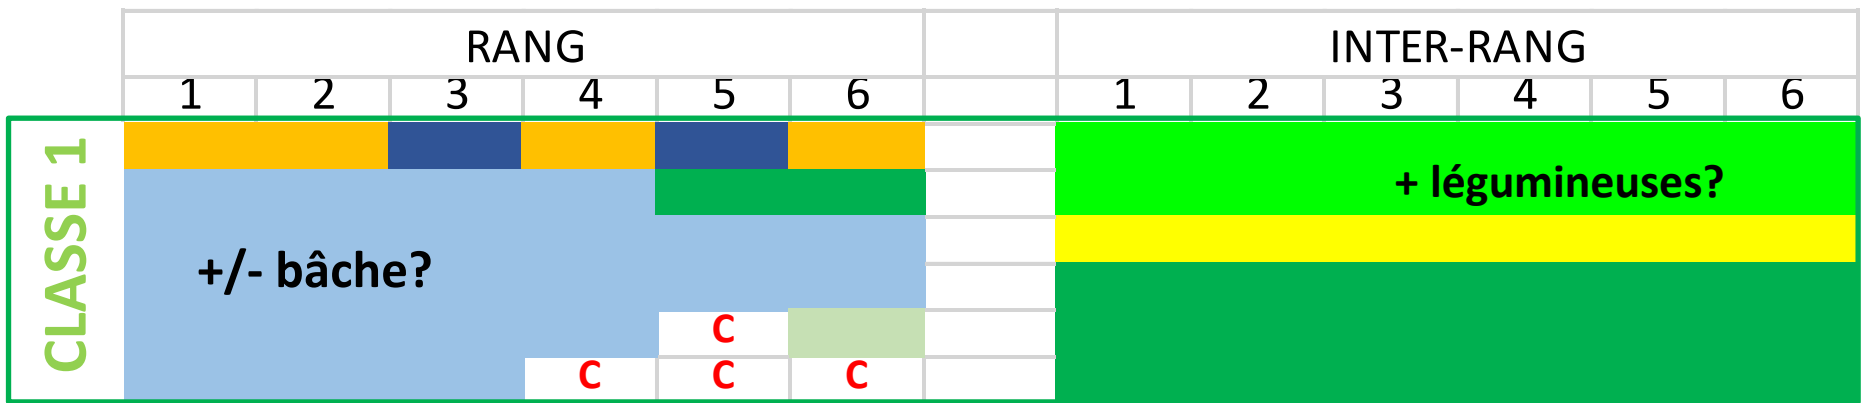 RANG INTER-RANG
1 2 3 4 5 6 1 2 3 4 5 6
CLASSE 1
+ légumineuses?
+/- bâche?
C
C C C